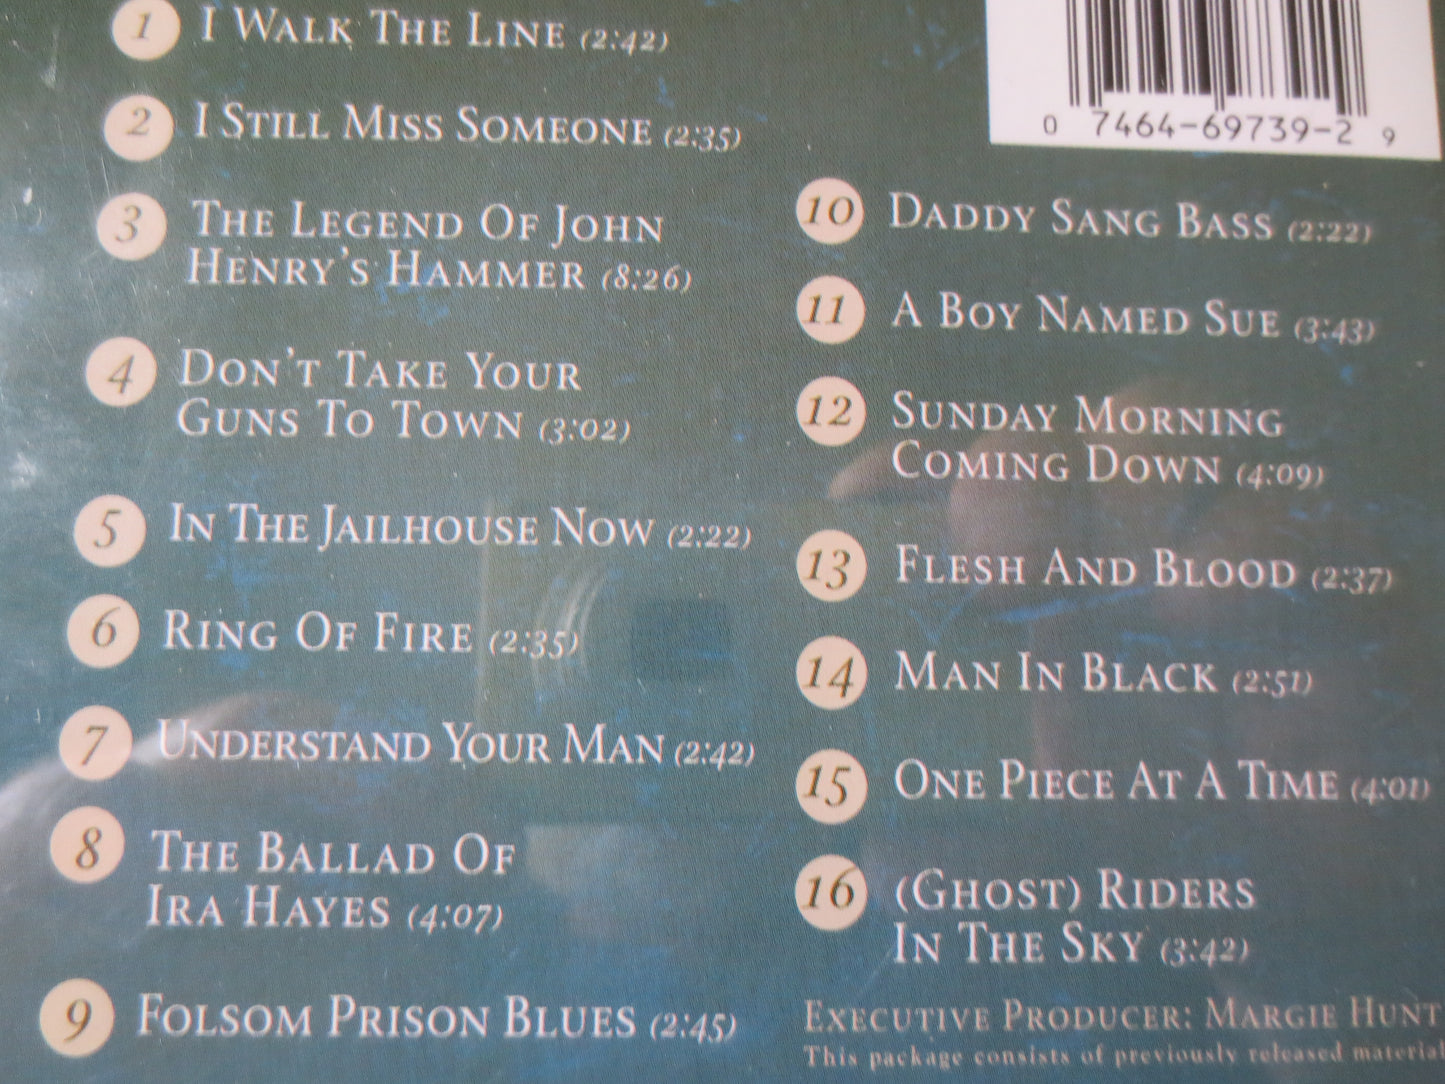 1 I WALK THE LINE (2:42)
2 I STILL MISS SOMEONE (2:35)
3 THE LEGEND OF JOHN
HENRY'S HAMMER (8:26)
4 DON'T TAKE YOUR
GUNS TO TOWN (3:02)
5 IN THE JAILHOUSE NOW (2:22)
6 RING OF FIRE (2:35)
7 UNDERSTAND YOUR MAN (2:42)
8 THE BALLAD OF
IRA HAYES (4:07)
9 FOLSOM PRISON BLUES (2:45)
0 7464-69739-2 9
10 DADDY SANG BASS (2:22)
11 A BOY NAMED SUE (3:43)
12 SUNDAY MORNING
COMING DOWN (4:09)
13 FLESH AND BLOOD (2:37)
14 MAN IN BLACK (2:51)
15 ONE PIECE AT A TIME (4:01)
16 (GHOST) RIDERS
IN THE SKY (3:42)
EXECUTIVE PRODUCER: MARGIE HUNT
This package consists of previously released material